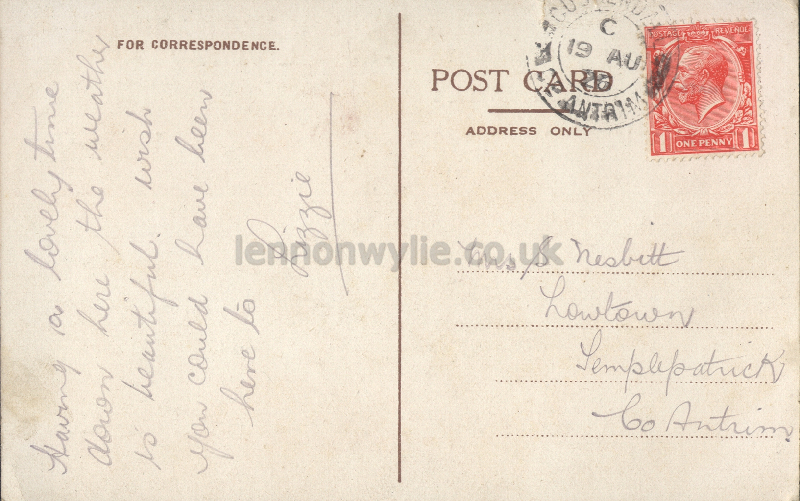 FOR CORRESPONDENCE.
Having a lovely time
down here the weather
is beautiful. wish
you could have been
here to
Lizzie
POST CARD
ADDRESS ONLY
C
19 AU
ANTRIM
POSTAGE REVENUE
1 ONE PENNY 1
lennonwylie.co.uk
S Nesbitt
Lowtown
Templepatrick
Co Antrim